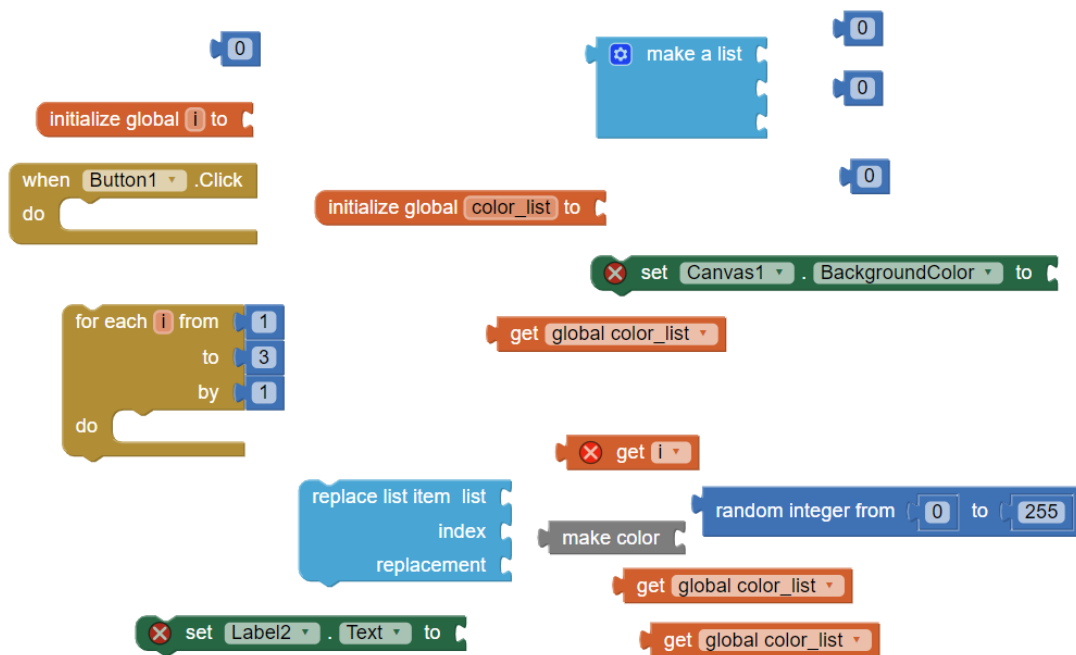 0
0
make a list
0
initialize global i to
when Button1 .Click
do
0
initialize global color_list to
set Canvas1 . BackgroundColor to
for each i from 1
to 3
by 1
do
get global color_list
get i
replace list item list
index
replacement
random integer from 0 to 255
make color
get global color_list
set Label2 . Text to
get global color_list